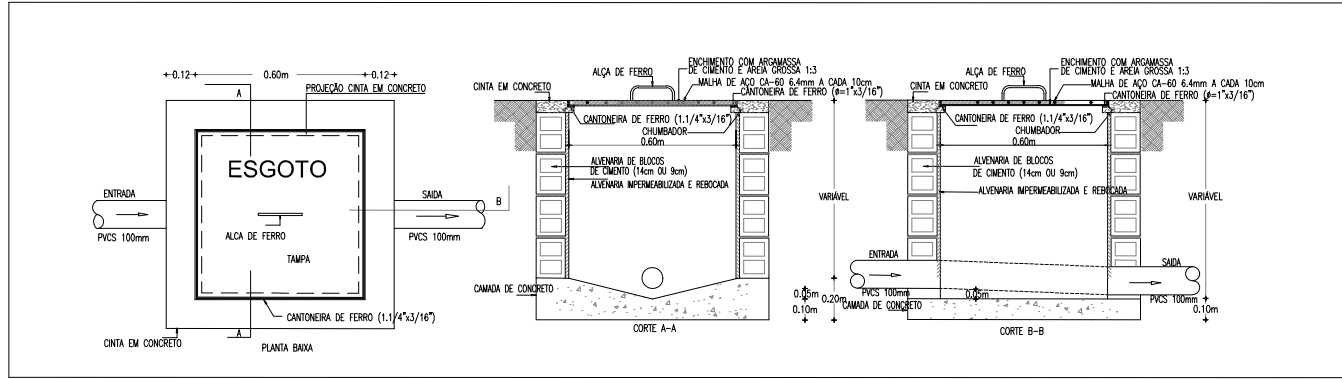 0.12
0.60m
0.12
A
PROJEÇÃO CINTA EM CONCRETO
ESGOTO
ENTRADA
SAIDA
B
PVCS 100mm
ALCA DE FERRO
PVCS 100mm
TAMPA
CANTONEIRA DE FERRO (1.1/4"x3/16")
A
CINTA EM CONCRETO
PLANTA BAIXA
ENCHIMENTO COM ARGAMASSA
DE CIMENTO E AREIA GROSSA 1:3
ALÇA DE FERRO
MALHA DE AÇO CA-60 6.4mm A CADA 10cm
CINTA EM CONCRETO
CANTONEIRA DE FERRO (ø=1"x3/16")
CANTONEIRA DE FERRO (1.1/4"x3/16")
CHUMBADOR
0.60m
ALVENARIA DE BLOCOS
DE CIMENTO (14cm OU 9cm)
ALVENARIA IMPERMEABILIZADA E REBOCADA
VARIÁVEL
CAMADA DE CONCRETO
0.05m
0.20m
0.10m
CORTE A-A
ENCHIMENTO COM ARGAMASSA
DE CIMENTO E AREIA GROSSA 1:3
ALÇA DE FERRO
MALHA DE AÇO CA-60 6.4mm A CADA 10cm
CINTA EM CONCRETO
CANTONEIRA DE FERRO (ø=1"x3/16")
CANTONEIRA DE FERRO (1.1/4"x3/16")
CHUMBADOR
0.60m
ALVENARIA DE BLOCOS
DE CIMENTO (14cm OU 9cm)
ALVENARIA IMPERMEABILIZADA E REBOCADA
VARIÁVEL
ENTRADA
SAIDA
PVCS 100mm
0.05m
PVCS 100mm
CAMADA DE CONCRETO
0.10m
CORTE B-B